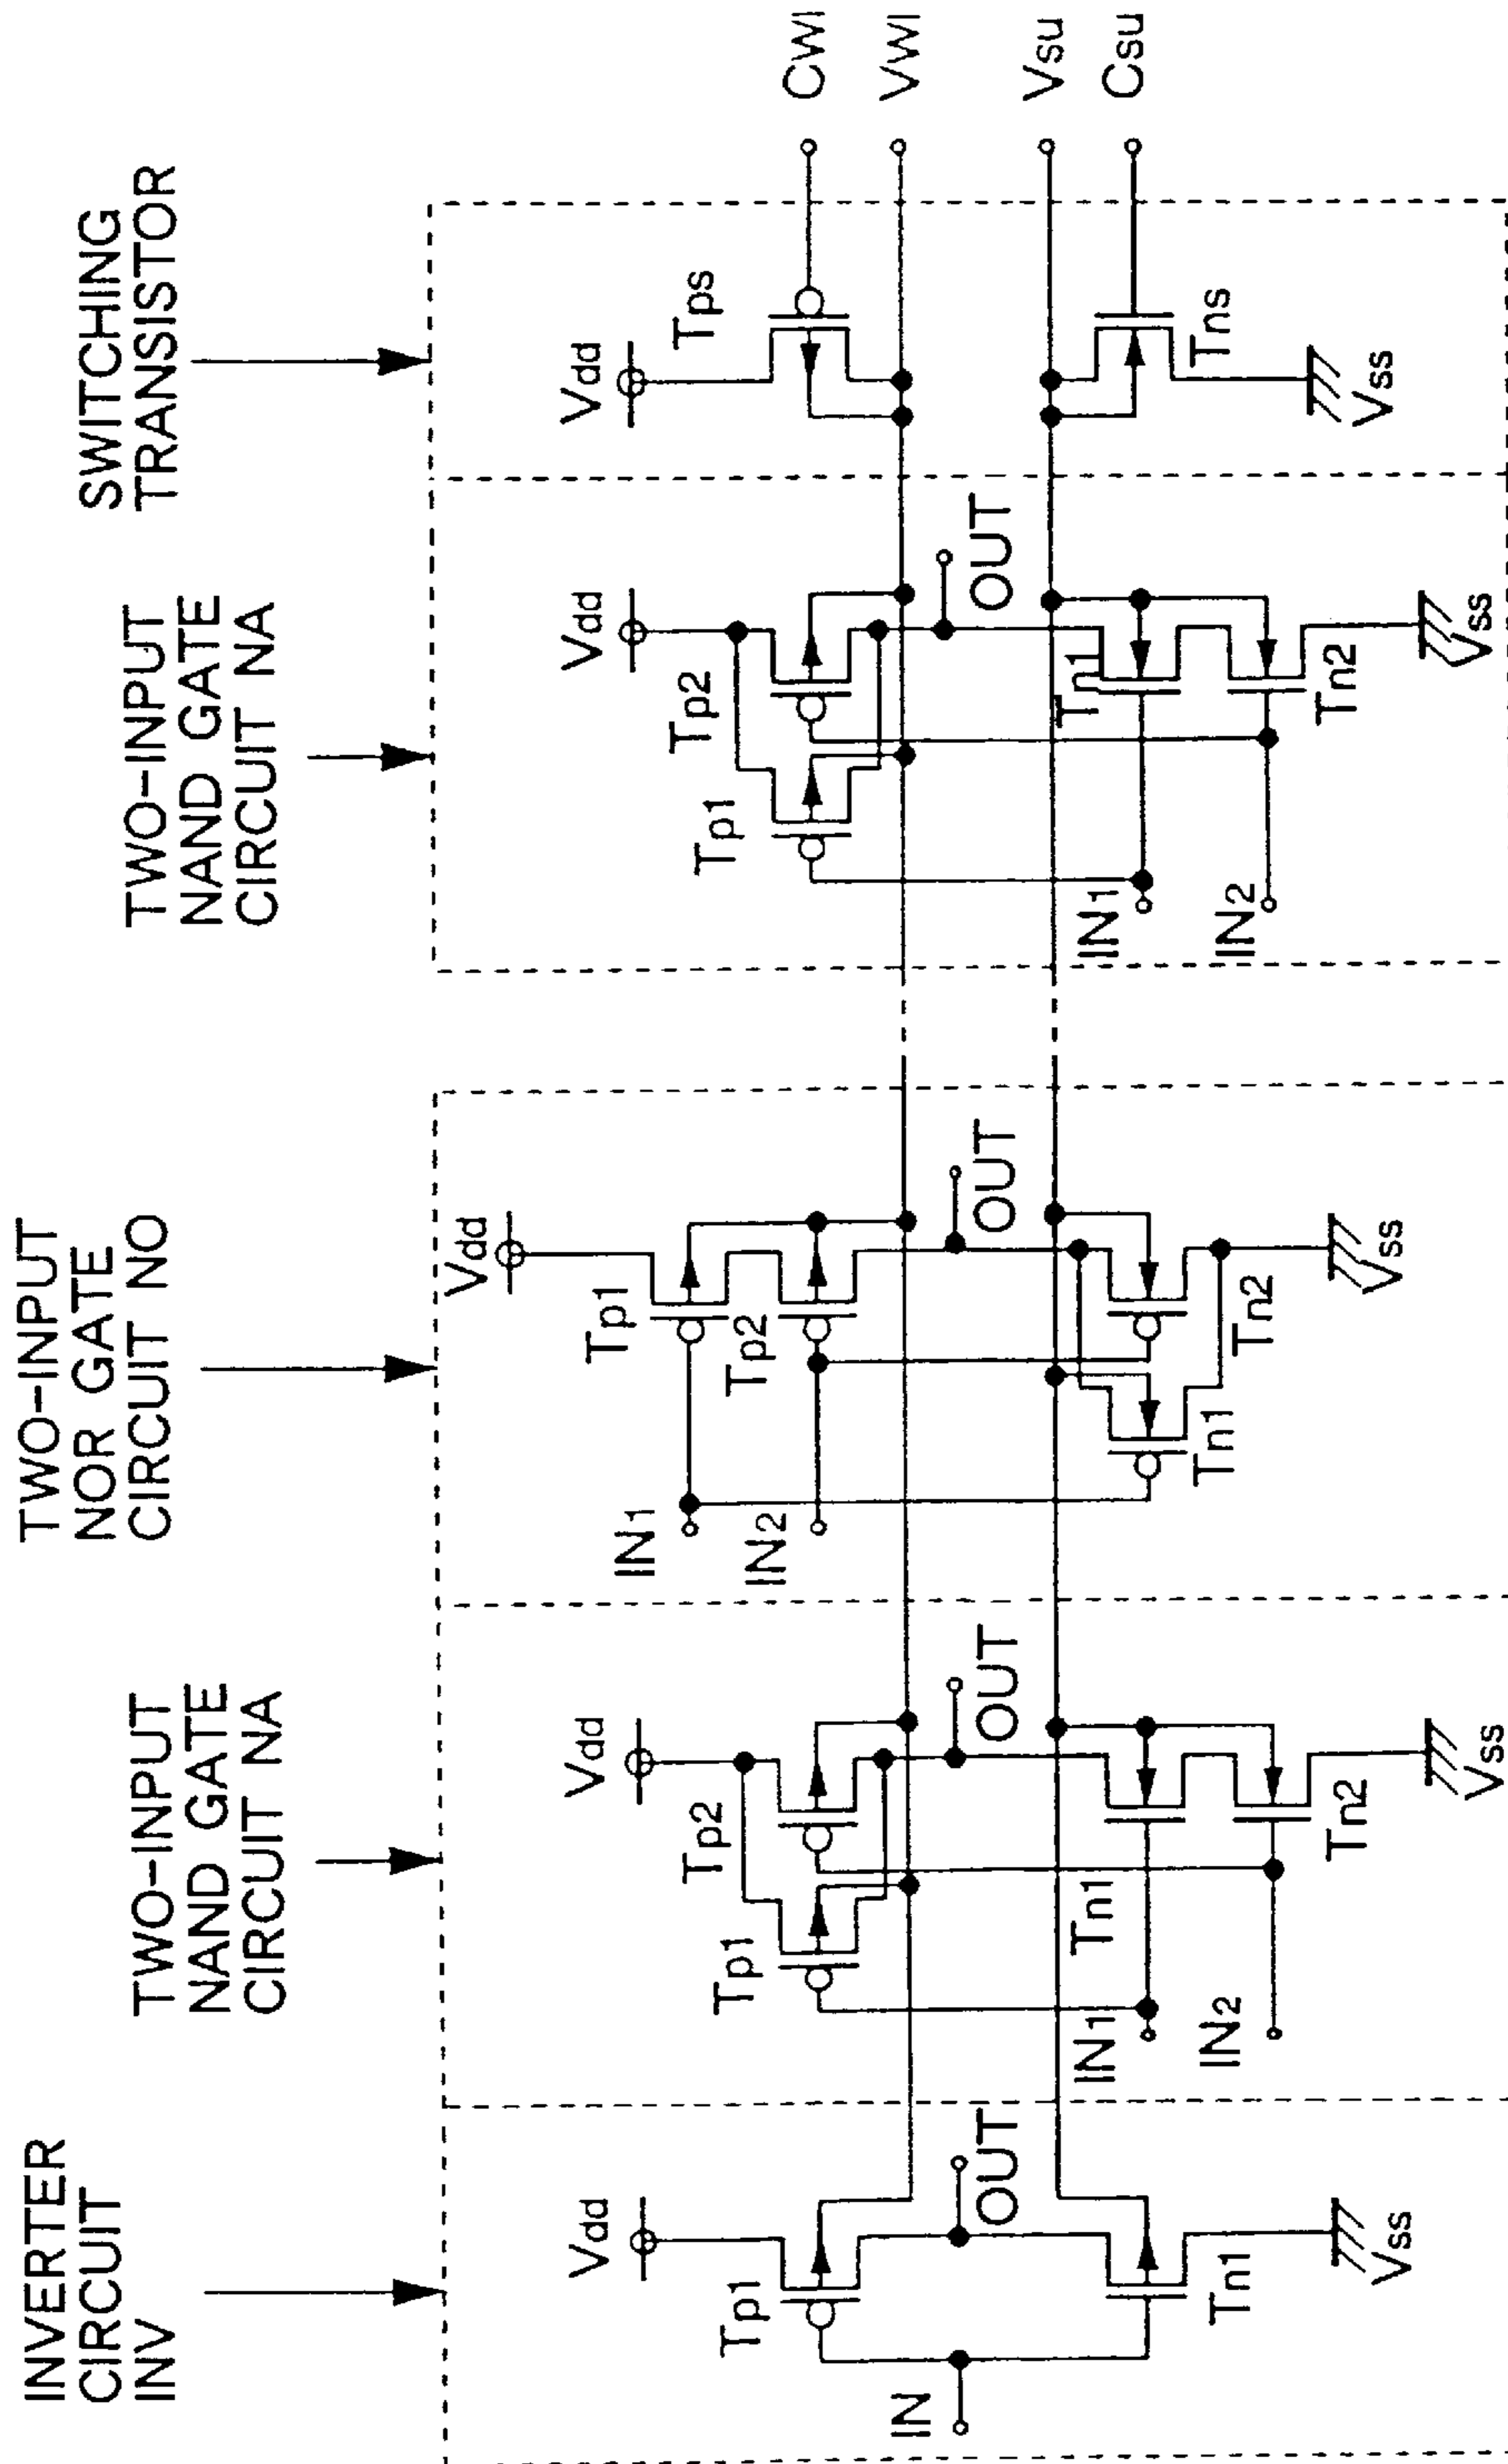 INVERTER
CIRCUIT
INV
Vdd
Tp1
IN
OUT
Tn1
Vss
TWO-INPUT
NAND GATE
CIRCUIT NA
Vdd
Tp1
Tp2
OUT
Tn1
IN1
IN2
Tn2
Vss
TWO-INPUT
NOR GATE
CIRCUIT NO
Vdd
Tp1
Tp2
IN1
IN2
OUT
Tn1
Tn2
Vss
TWO-INPUT
NAND GATE
CIRCUIT NA
Vdd
Tp1
Tp2
OUT
Tn1
IN1
IN2
Tn2
Vss
SWITCHING
TRANSISTOR
Vdd
Tps
Tns
Vss
Cwl
Vwl
Vsu
Csu